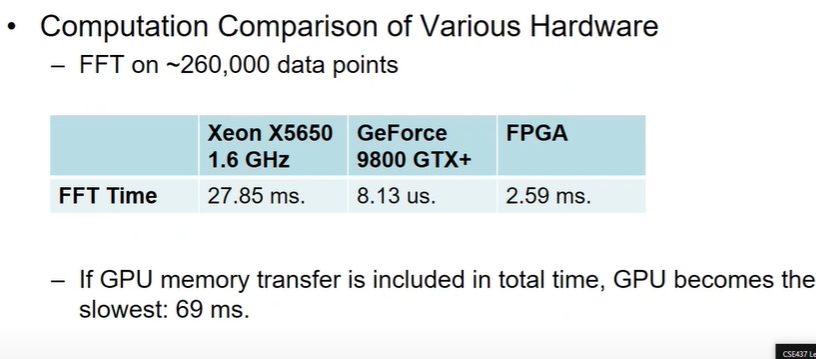 • Computation Comparison of Various Hardware
– FFT on ~260,000 data points
Xeon X5650 GeForce FPGA
1.6 GHz 9800 GTX+
FFT Time 27.85 ms. 8.13 us. 2.59 ms.
– If GPU memory transfer is included in total time, GPU becomes the
slowest: 69 ms.
CSE437 Le